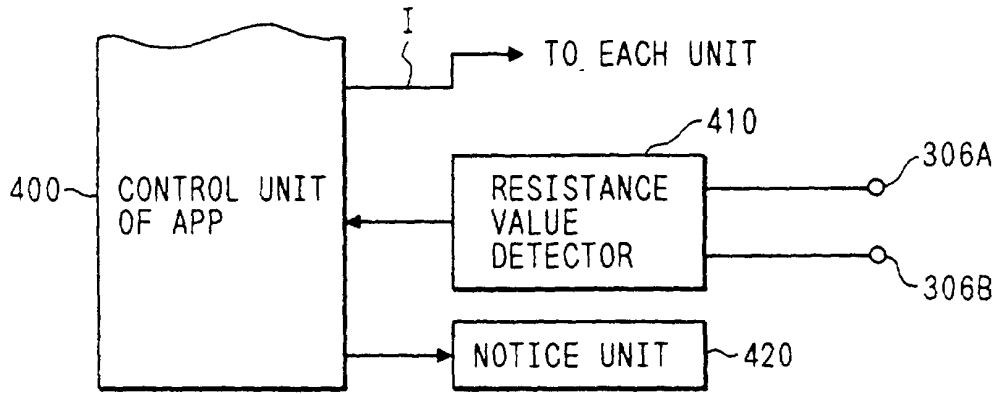 I
TO EACH UNIT
410
306A
400
CONTROL UNIT
OF APP
RESISTANCE
VALUE
DETECTOR
306B
NOTICE UNIT
420